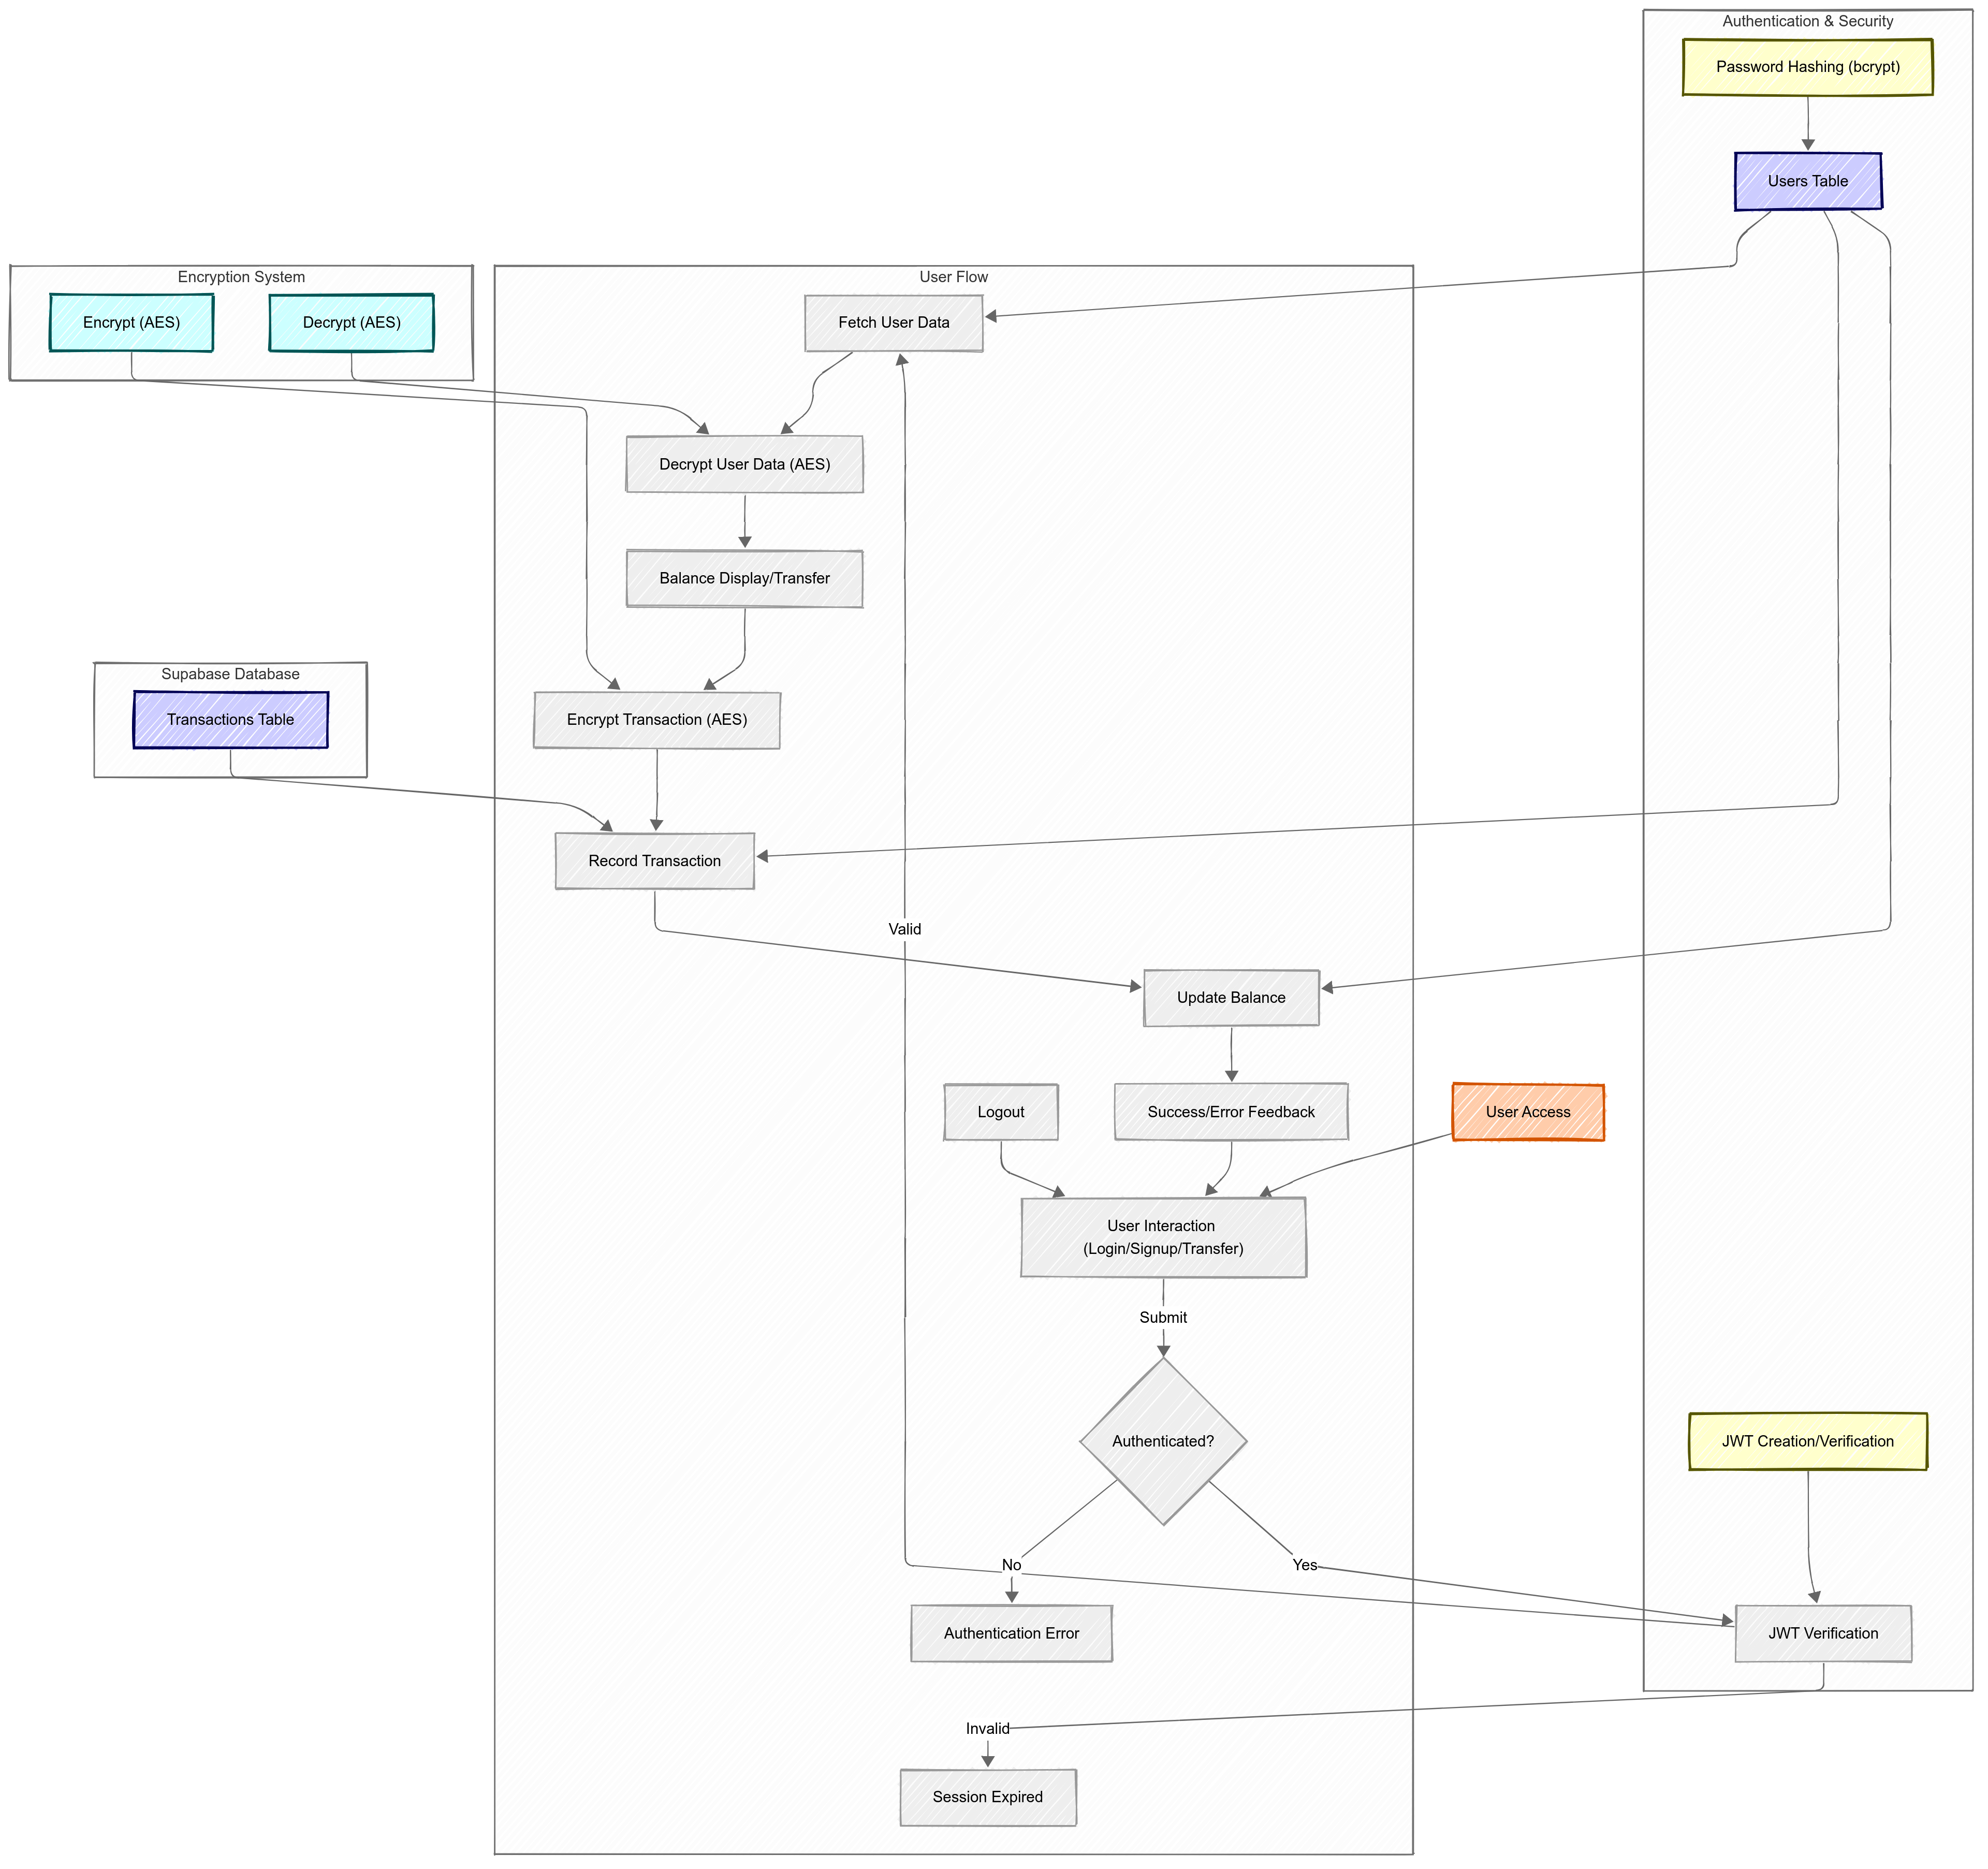 Authentication & Security
Password Hashing (bcrypt)
Users Table
Encryption System
User Flow
Encrypt (AES)
Decrypt (AES)
Fetch User Data
Decrypt User Data (AES)
Balance Display/Transfer
Supabase Database
Transactions Table
Encrypt Transaction (AES)
Record Transaction
Valid
Update Balance
Logout
Success/Error Feedback
User Access
User Interaction
(Login/Signup/Transfer)
Submit
Authenticated?
JWT Creation/Verification
No
Yes
Authentication Error
JWT Verification
Invalid
Session Expired